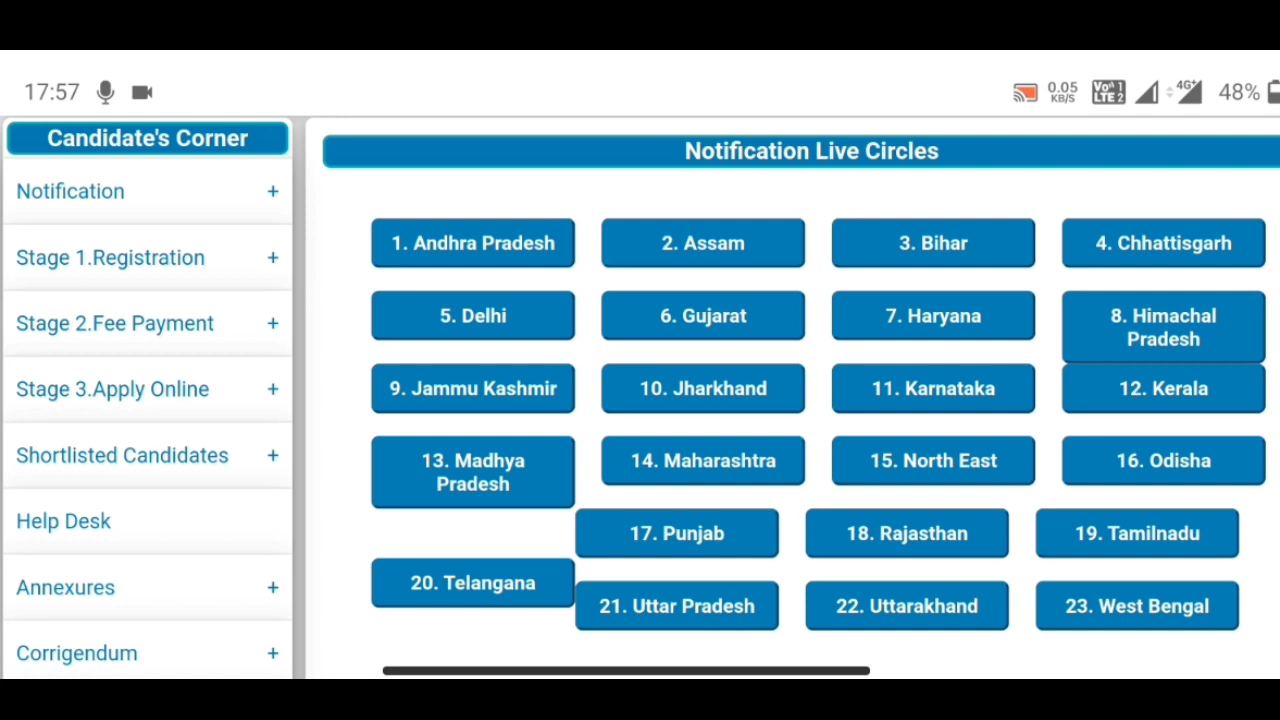 17:57
0.05
KB/S
Vo 1
LTE 2
4G+
48%
Candidate's Corner
Notification +
Stage 1.Registration +
Stage 2.Fee Payment +
Stage 3.Apply Online +
Shortlisted Candidates +
Help Desk
Annexures +
Corrigendum +
Notification Live Circles
1. Andhra Pradesh
2. Assam
3. Bihar
4. Chhattisgarh
5. Delhi
6. Gujarat
7. Haryana
8. Himachal
Pradesh
9. Jammu Kashmir
10. Jharkhand
11. Karnataka
12. Kerala
13. Madhya
Pradesh
14. Maharashtra
15. North East
16. Odisha
17. Punjab
18. Rajasthan
19. Tamilnadu
20. Telangana
21. Uttar Pradesh
22. Uttarakhand
23. West Bengal